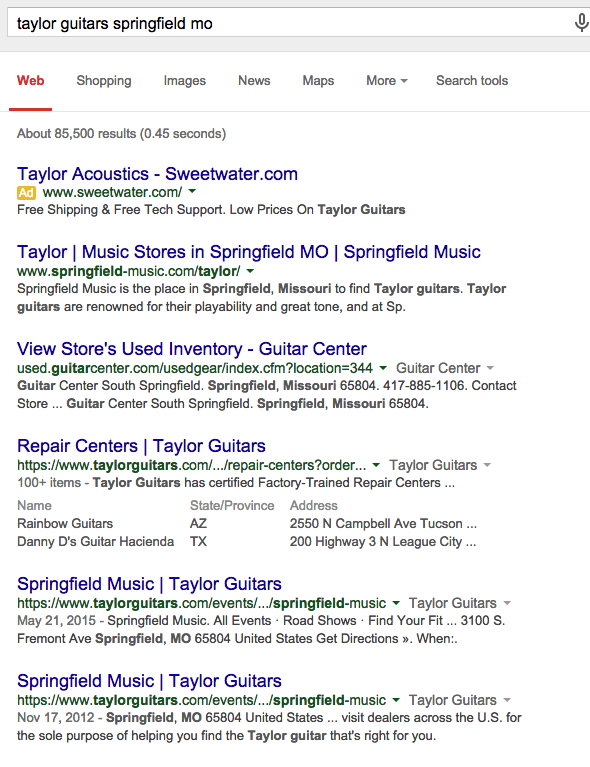 taylor guitars springfield mo
Web Shopping Images News Maps More Search tools
About 85,500 results (0.45 seconds)
Taylor Acoustics - Sweetwater.com
Ad www.sweetwater.com/
Free Shipping & Free Tech Support. Low Prices On Taylor Guitars
Taylor | Music Stores in Springfield MO | Springfield Music
www.springfield-music.com/taylor/
Springfield Music is the place in Springfield, Missouri to find Taylor guitars. Taylor
guitars are renowned for their playability and great tone, and at Sp.
View Store's Used Inventory - Guitar Center
used.guitarcenter.com/usedgear/index.cfm?location=344 Guitar Center
Guitar Center South Springfield. Springfield, Missouri 65804. 417-885-1106. Contact
Store ... Guitar Center South Springfield. Springfield, Missouri 65804.
Repair Centers | Taylor Guitars
https://www.taylorguitars.com/.../repair-centers?order... Taylor Guitars
100+ items - Taylor Guitars has certified Factory-Trained Repair Centers ...
Name State/Province Address
Rainbow Guitars AZ 2550 N Campbell Ave Tucson ...
Danny D's Guitar Hacienda TX 200 Highway 3 N League City ...
Springfield Music | Taylor Guitars
https://www.taylorguitars.com/events/.../springfield-music Taylor Guitars
May 21, 2015 - Springfield Music. All Events · Road Shows · Find Your Fit ... 3100 S.
Fremont Ave Springfield, MO 65804 United States Get Directions ». When:.
Springfield Music | Taylor Guitars
https://www.taylorguitars.com/events/.../springfield-music Taylor Guitars
Nov 17, 2012 - Springfield, MO 65804 United States ... visit dealers across the U.S. for
the sole purpose of helping you find the Taylor guitar that's right for you.